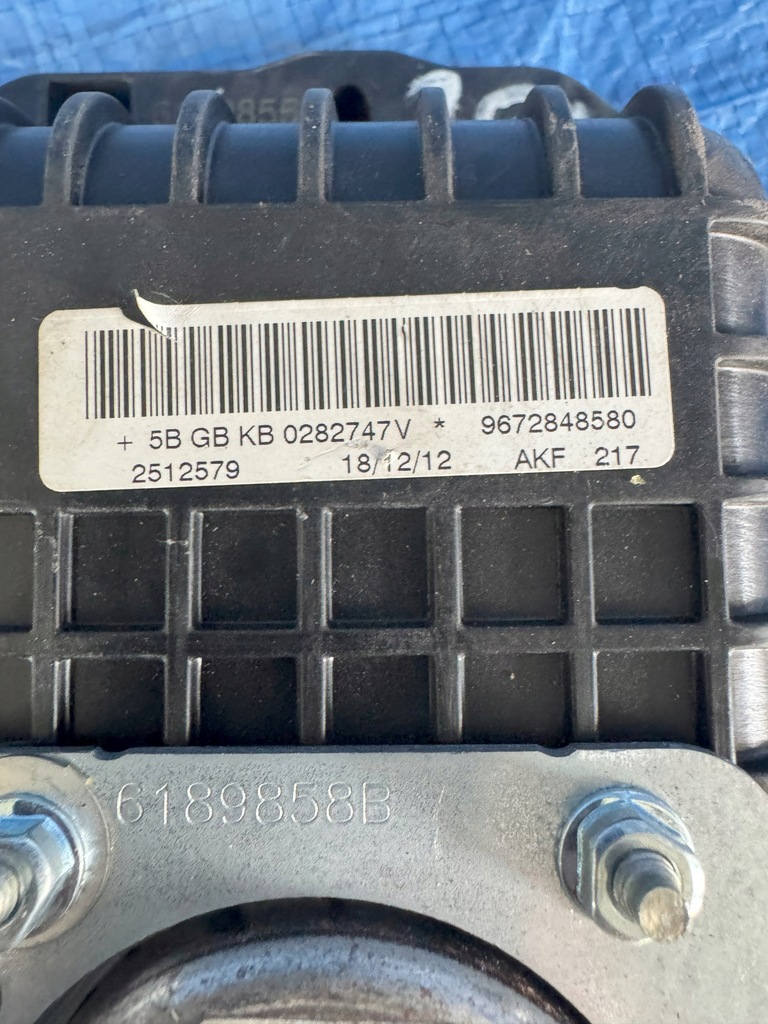 + 5B GB KB 0282747V * 9672848580
2512579 18/12/12 AKF 217
6189858B